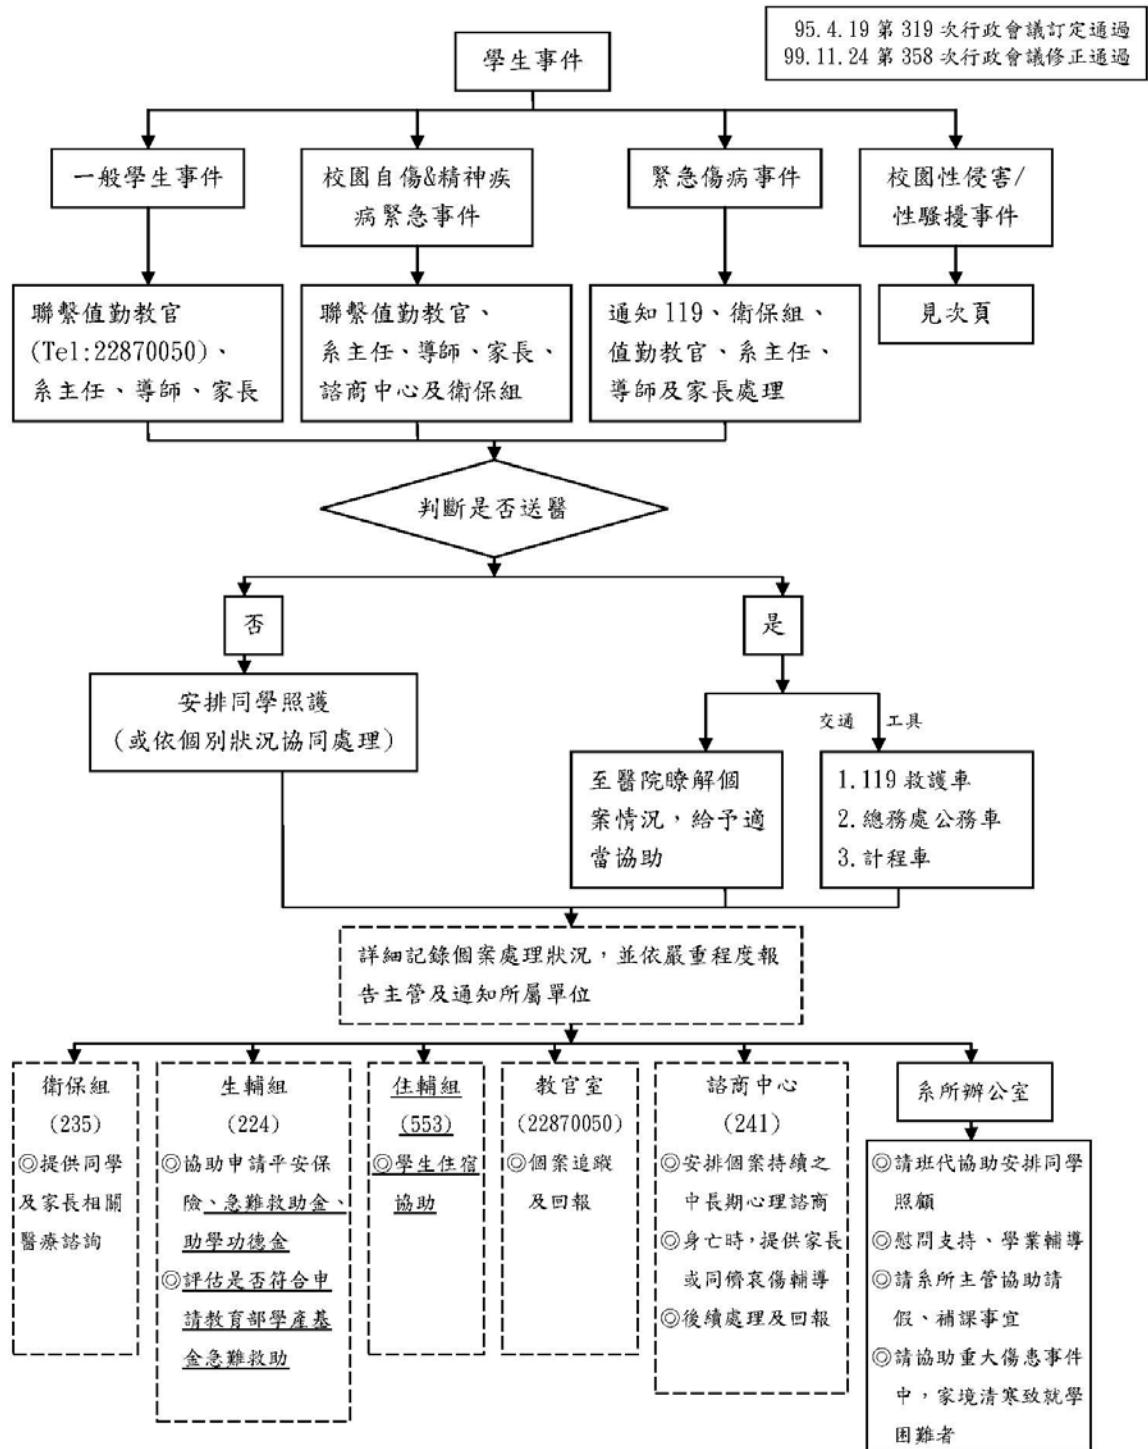 95.4.19 第 319 次行政會議訂定通過
99.11.24 第 358 次行政會議修正通過
學生事件
一般學生事件
校園自傷&精神疾
病緊急事件
緊急傷病事件
校園性侵害/
性騷擾事件
聯繫值勤教官
(Tel:22870050)、
系主任、導師、家長
聯繫值勤教官、
系主任、導師、家長、
諮商中心及衛保組
通知 119、衛保組、
值勤教官、系主任、
導師及家長處理
見次頁
判斷是否送醫
否
是
安排同學照護
(或依個別狀況協同處理)
交通 工具
至醫院瞭解個
案情況，給予適
當協助
1.119 救護車
2.總務處公務車
3.計程車
詳細記錄個案處理狀況，並依嚴重程度報
告主管及通知所屬單位
衛保組
(235)
◎提供同學
及家長相關
醫療諮詢
生輔組
(224)
◎協助申請平安保
險、急難救助金、
助學功德金
◎評估是否符合申
請教育部學產基
金急難救助
住輔組
(553)
◎學生住宿
協助
教官室
(22870050)
◎個案追蹤
及回報
諮商中心
(241)
◎安排個案持續之
中長期心理諮商
◎身亡時，提供家長
或同儕哀傷輔導
◎後續處理及回報
系所辦公室
◎請班代協助安排同學
照顧
◎慰問支持、學業輔導
◎請系所主管協助請
假、補課事宜
◎請協助重大傷患事件
中，家境清寒致就學
困難者